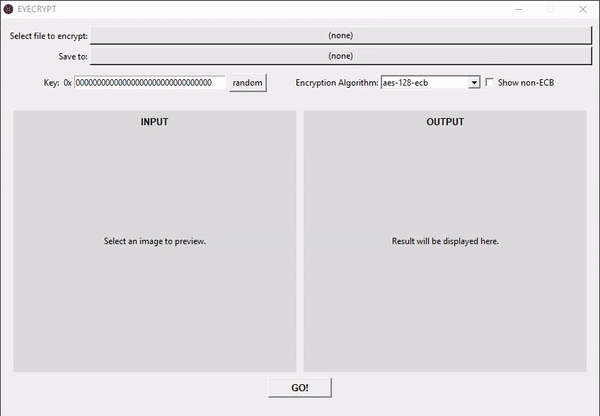 EYECRYPT
Select file to encrypt: (none)
Save to: (none)
Key: 0x 00000000000000000000000000000000 random Encryption Algorithm: aes-128-ecb Show non-ECB
INPUT OUTPUT
Select an image to preview. Result will be displayed here.
GO!